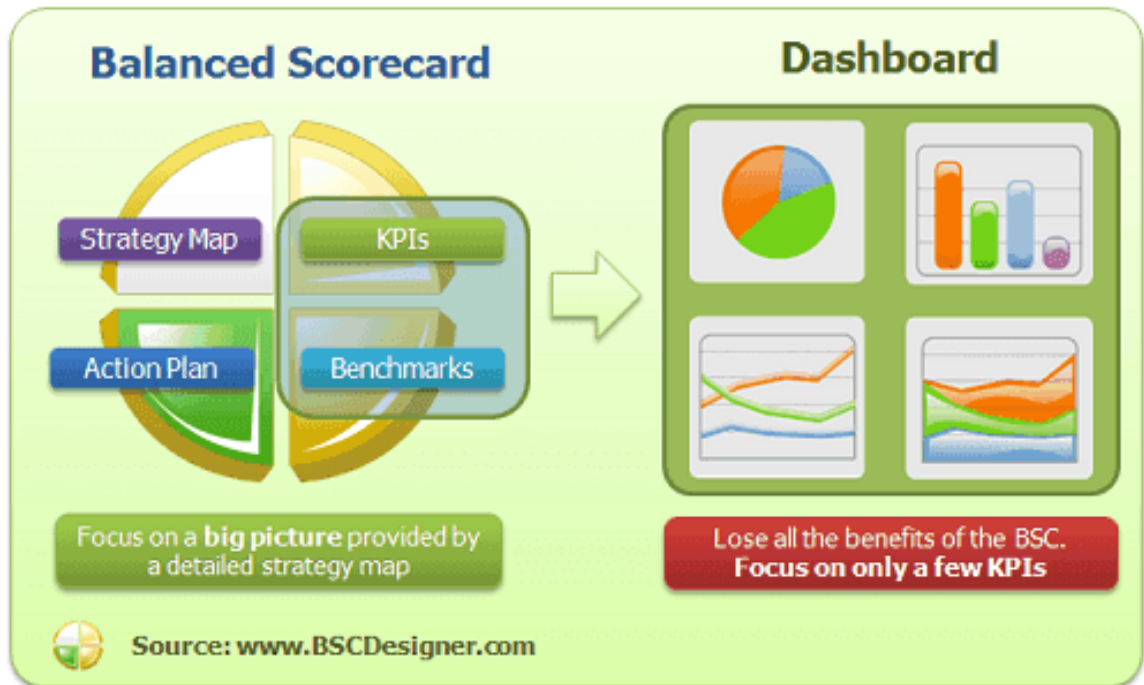 Balanced Scorecard
Dashboard
Strategy Map
KPIs
Action Plan
Benchmarks
Focus on a big picture provided by
a detailed strategy map
Lose all the benefits of the BSC.
Focus on only a few KPIs
Source: www.BSCDesigner.com